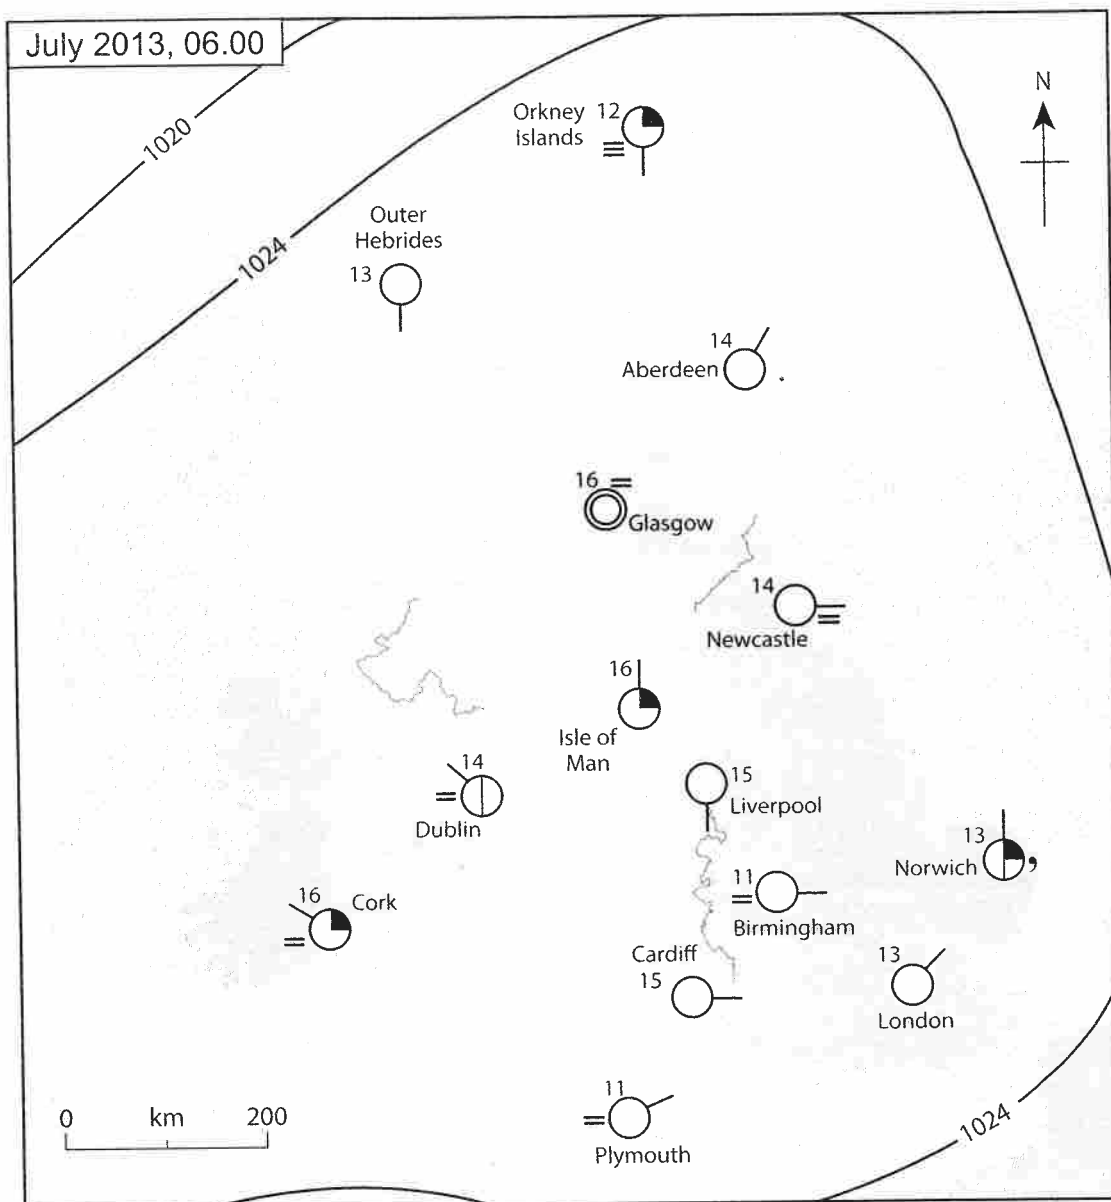 July 2013, 06.00
N
1020
1024
Orkney
Islands
12
Outer
Hebrides
13
14
Aberdeen
16
Glasgow
14
Newcastle
16
Isle of
Man
14
Dublin
15
Liverpool
13
Norwich
16
Cork
11
Birmingham
Cardiff
15
13
London
11
Plymouth
0 km 200
1024